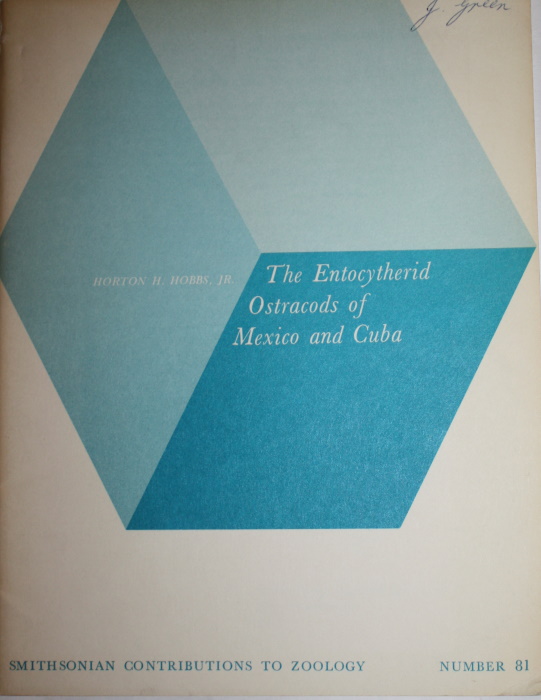 J. Green
HORTON H. HOBBS, JR.
The Entocytherid
Ostracods of
Mexico and Cuba
SMITHSONIAN CONTRIBUTIONS TO ZOOLOGY NUMBER 81